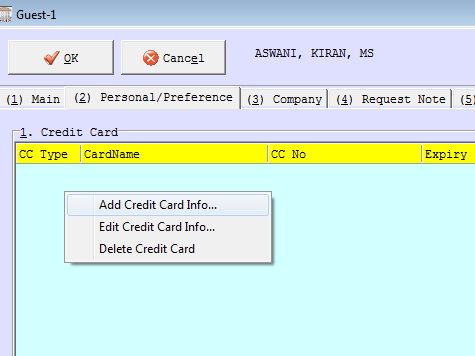 Guest-1
OK Cancel ASWANI, KIRAN, MS
(1) Main (2) Personal/Preference (3) Company (4) Request Note (5)
1. Credit Card
CC Type CardName CC No Expiry
Add Credit Card Info...
Edit Credit Card Info...
Delete Credit Card